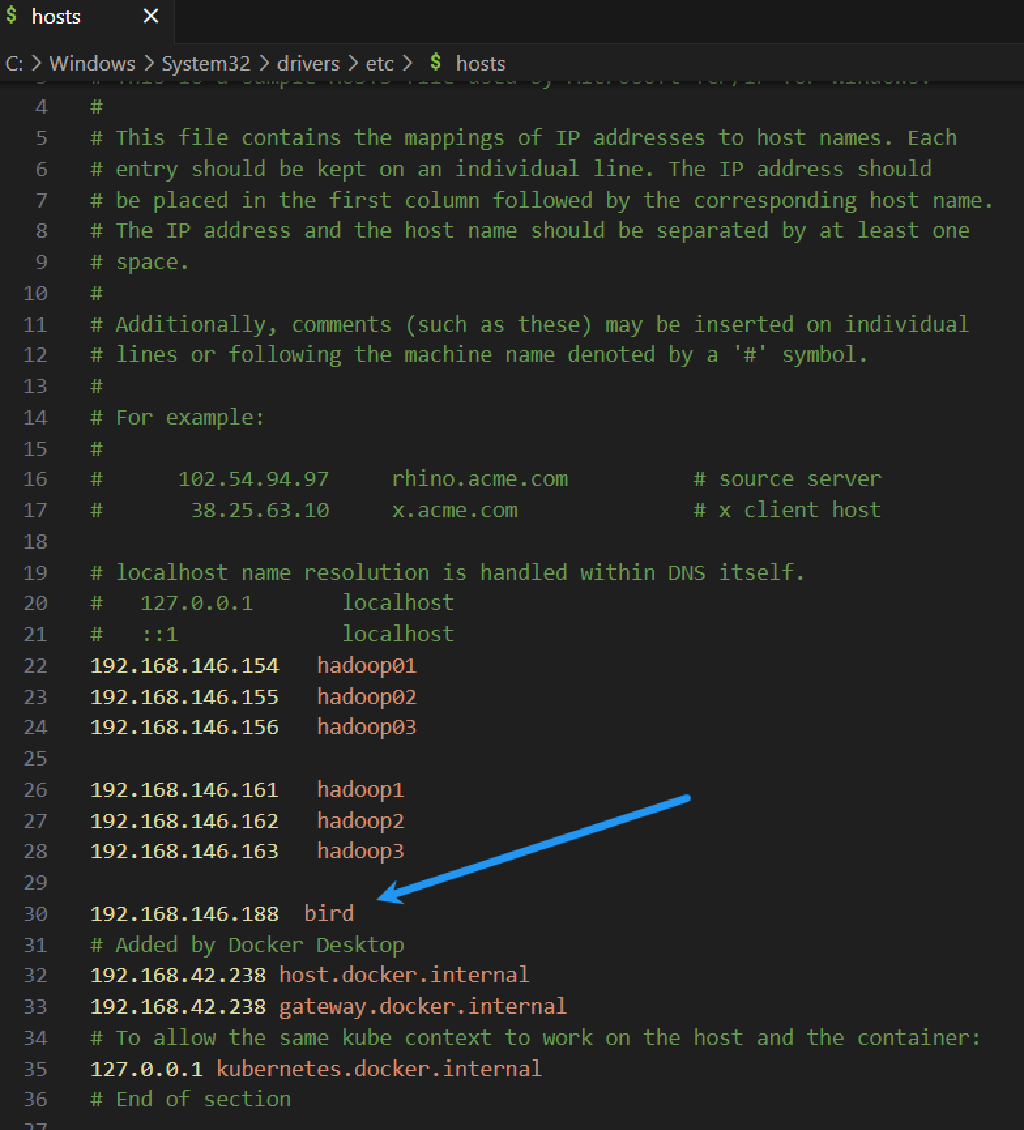 $ hosts ×
C: > Windows > System32 > drivers > etc > $ hosts
4 #
5 # This file contains the mappings of IP addresses to host names. Each
6 # entry should be kept on an individual line. The IP address should
7 # be placed in the first column followed by the corresponding host name.
8 # The IP address and the host name should be separated by at least one
9 # space.
10 #
11 # Additionally, comments (such as these) may be inserted on individual
12 # lines or following the machine name denoted by a '#' symbol.
13 #
14 # For example:
15 #
16 # 102.54.94.97 rhino.acme.com # source server
17 # 38.25.63.10 x.acme.com # x client host
18
19 # localhost name resolution is handled within DNS itself.
20 # 127.0.0.1 localhost
21 # ::1 localhost
22 192.168.146.154 hadoop01
23 192.168.146.155 hadoop02
24 192.168.146.156 hadoop03
25
26 192.168.146.161 hadoop1
27 192.168.146.162 hadoop2
28 192.168.146.163 hadoop3
29
30 192.168.146.188 bird
31 # Added by Docker Desktop
32 192.168.42.238 host.docker.internal
33 192.168.42.238 gateway.docker.internal
34 # To allow the same kube context to work on the host and the container:
35 127.0.0.1 kubernetes.docker.internal
36 # End of section